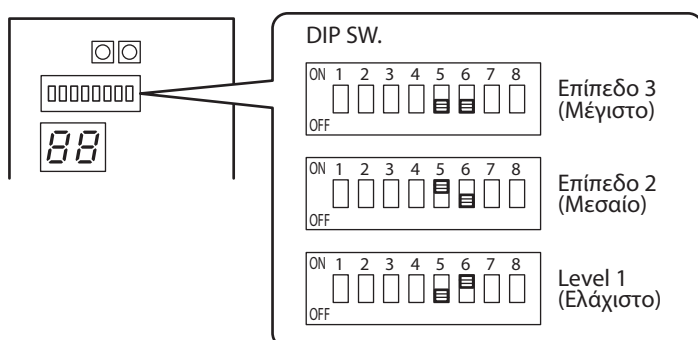 DIP SW.
ON 1 2 3 4 5 6 7 8
OFF
Επίπεδο 3
(Μέγιστο)
88
ON 1 2 3 4 5 6 7 8
OFF
Επίπεδο 2
(Μεσαίο)
ON 1 2 3 4 5 6 7 8
OFF
Level 1
(Ελάχιστο)